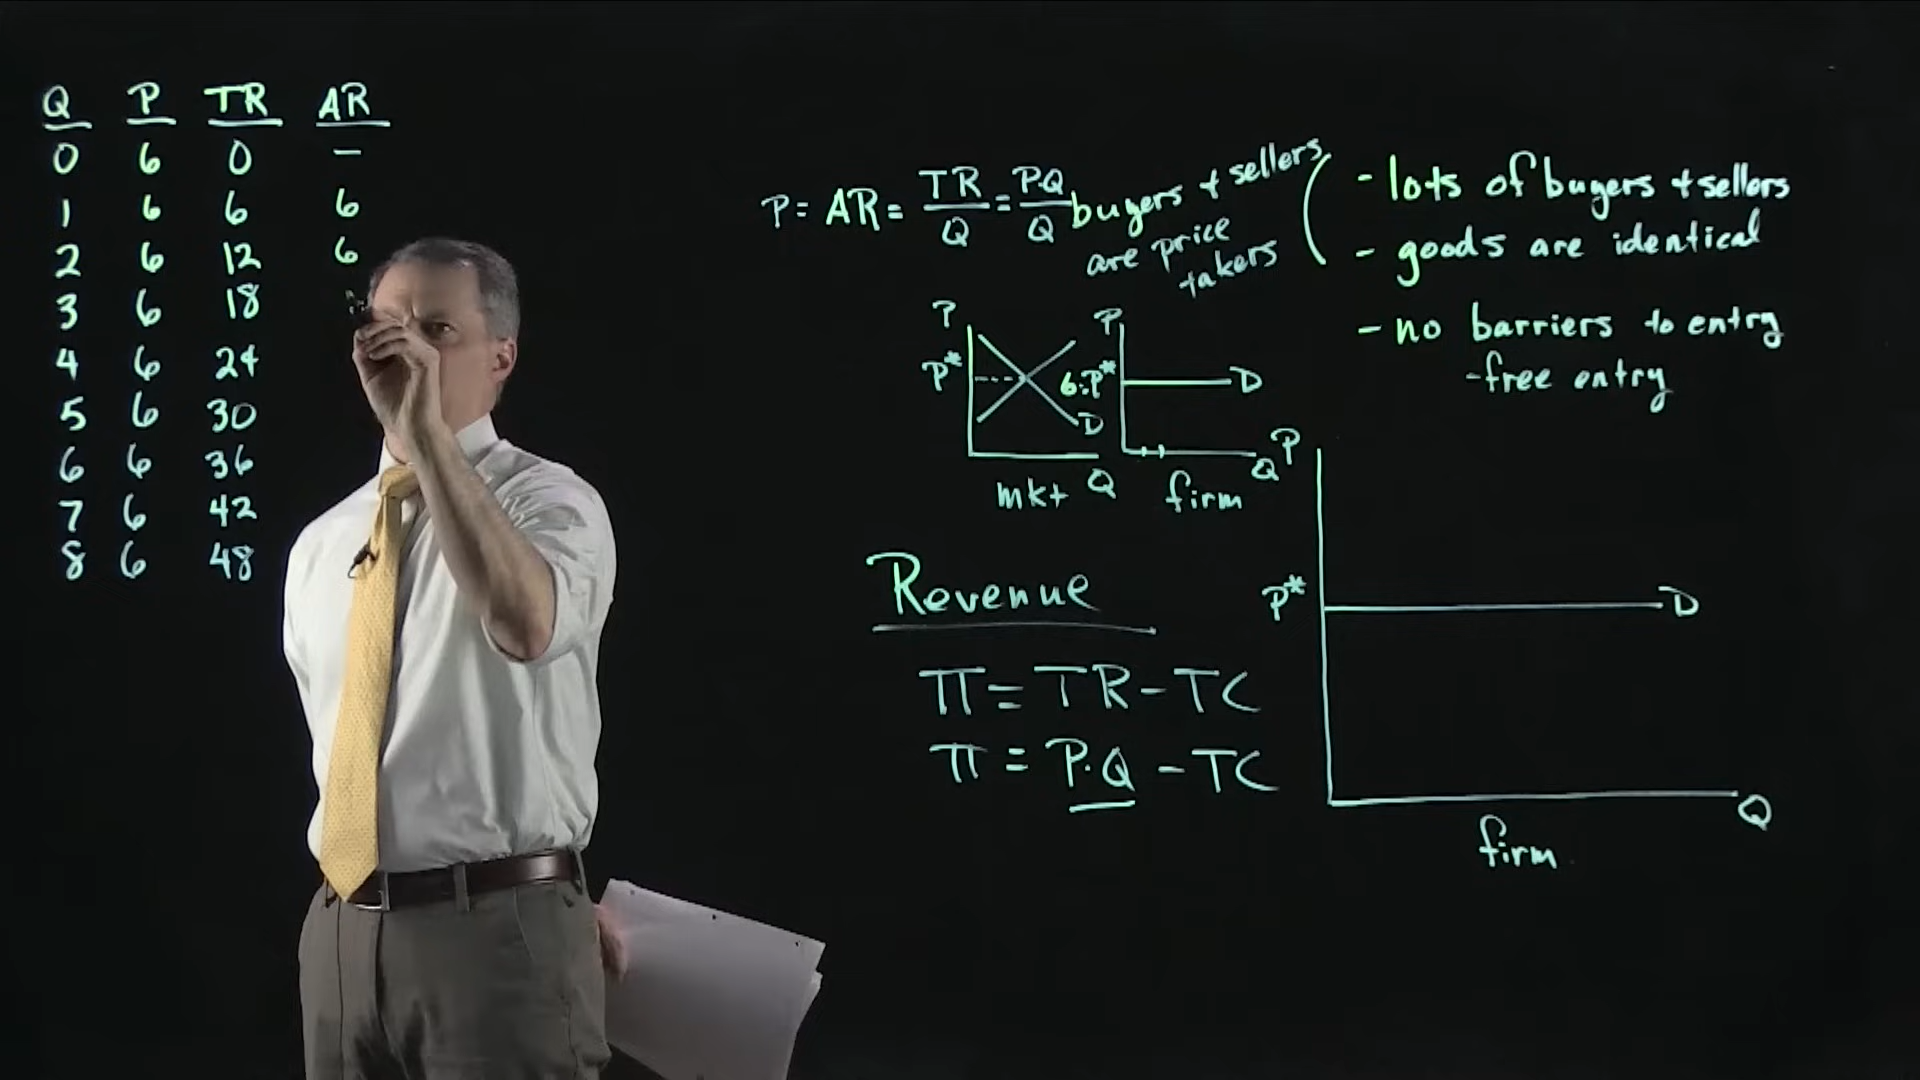 Q P TR AR
0 6 0 –
1 6 6 6
2 6 12 6
3 6 18
4 6 24
5 6 30
6 6 36
7 6 42
8 6 48
P = AR = TR/Q = P·Q/Q
buyers & sellers
are price
takers
- lots of buyers & sellers
- goods are identical
- no barriers to entry
- free entry
P
P*
D
Q
mkt
P
6=P*
D
Q
firm
Revenue
π = TR - TC
π = P·Q - TC
P
P*
D
Q
firm